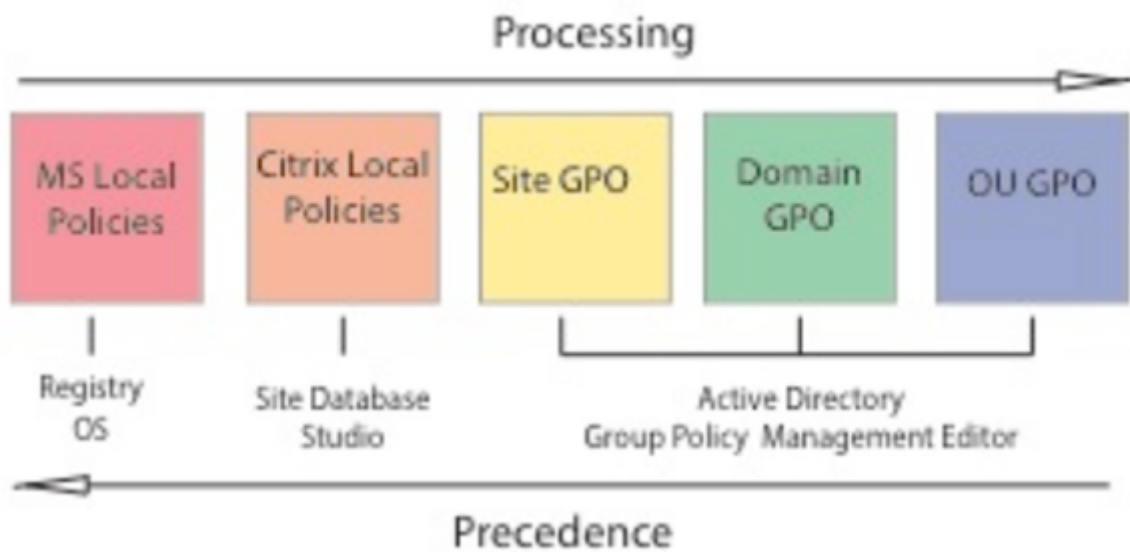 Processing
MS Local
Policies
Citrix Local
Policies
Site GPO
Domain
GPO
OU GPO
Registry
OS
Site Database
Studio
Active Directory
Group Policy Management Editor
Precedence